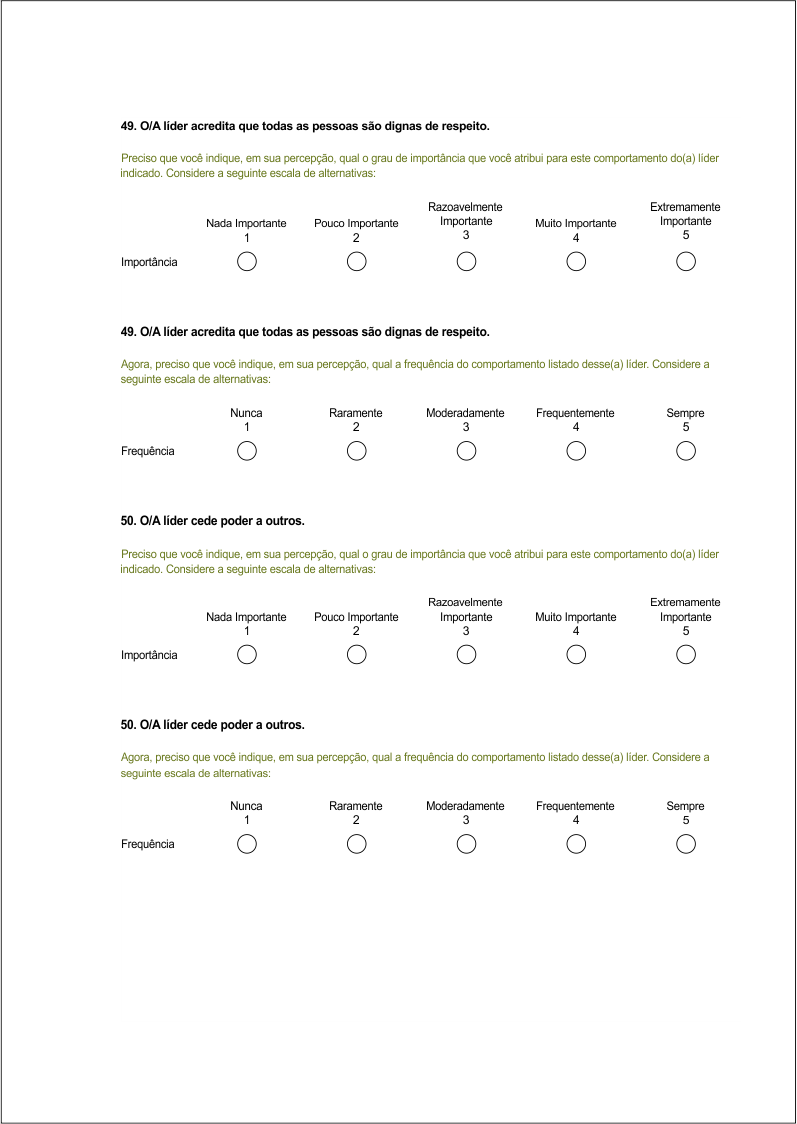 49. O/A líder acredita que todas as pessoas são dignas de respeito.
Preciso que você indique, em sua percepção, qual o grau de importância que você atribui para este comportamento do(a) líder
indicado. Considere a seguinte escala de alternativas:
Nada Importante 1 Pouco Importante 2 Razoavelmente Importante 3 Muito Importante 4 Extremamente Importante 5
Importância
49. O/A líder acredita que todas as pessoas são dignas de respeito.
Agora, preciso que você indique, em sua percepção, qual a frequência do comportamento listado desse(a) líder. Considere a
seguinte escala de alternativas:
Nunca Raramente Moderadamente Frequentemente Sempre
1 2 3 4 5
Frequência
50. O/A líder cede poder a outros.
Preciso que você indique, em sua percepção, qual o grau de importância que você atribui para este comportamento do(a) líder
indicado. Considere a seguinte escala de alternativas:
Nada Importante 1 Pouco Importante 2 Razoavelmente Importante 3 Muito Importante 4 Extremamente Importante 5
Importância
50. O/A líder cede poder a outros.
Agora, preciso que você indique, em sua percepção, qual a frequência do comportamento listado desse(a) líder. Considere a
seguinte escala de alternativas:
Nunca Raramente Moderadamente Frequentemente Sempre
1 2 3 4 5
Frequência